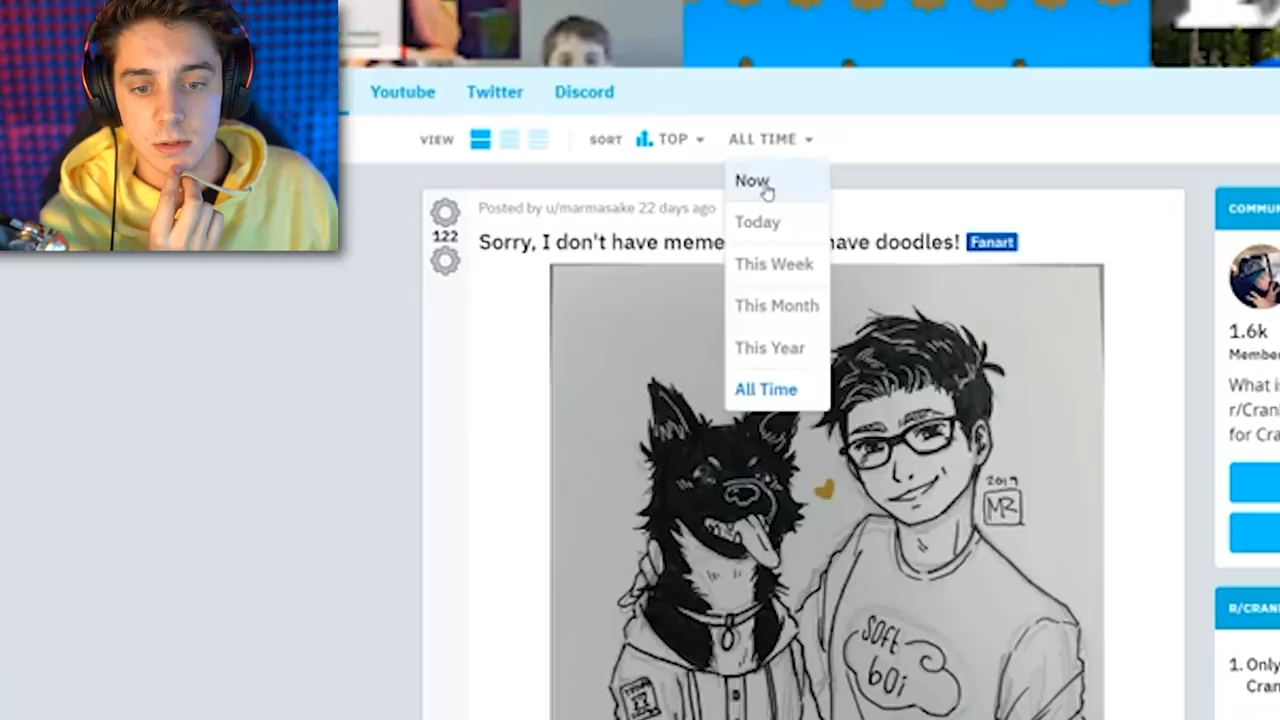 Youtube Twitter Discord
VIEW SORT TOP ALL TIME
Now
Today
This Week
This Month
This Year
All Time
Posted by u/marmasake 22 days ago
122
Sorry, I don't have meme have doodles! Fanart
2019
MR
SOFt
bOi
COMMUN
1.6k
Member
What i
r/Cran
for Cra
R/CRAN
1. Only
Cran